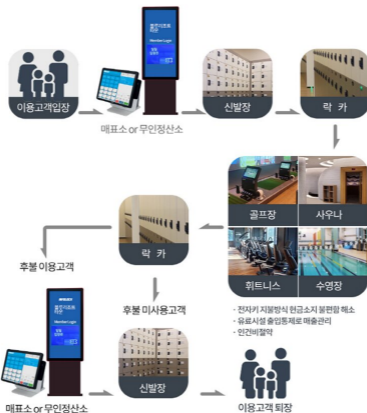 이용고객입장
매표소 or 무인정산소
신발장
락 카
골프장
사우나
휘트니스
수영장
- 전자키 지불방식 현금소지 불편함 해소
- 유료시설 출입통제로 매출관리
- 인건비절약
락 카
후불 이용고객
후불 미사용고객
매표소 or 무인정산소
신발장
이용고객 퇴장